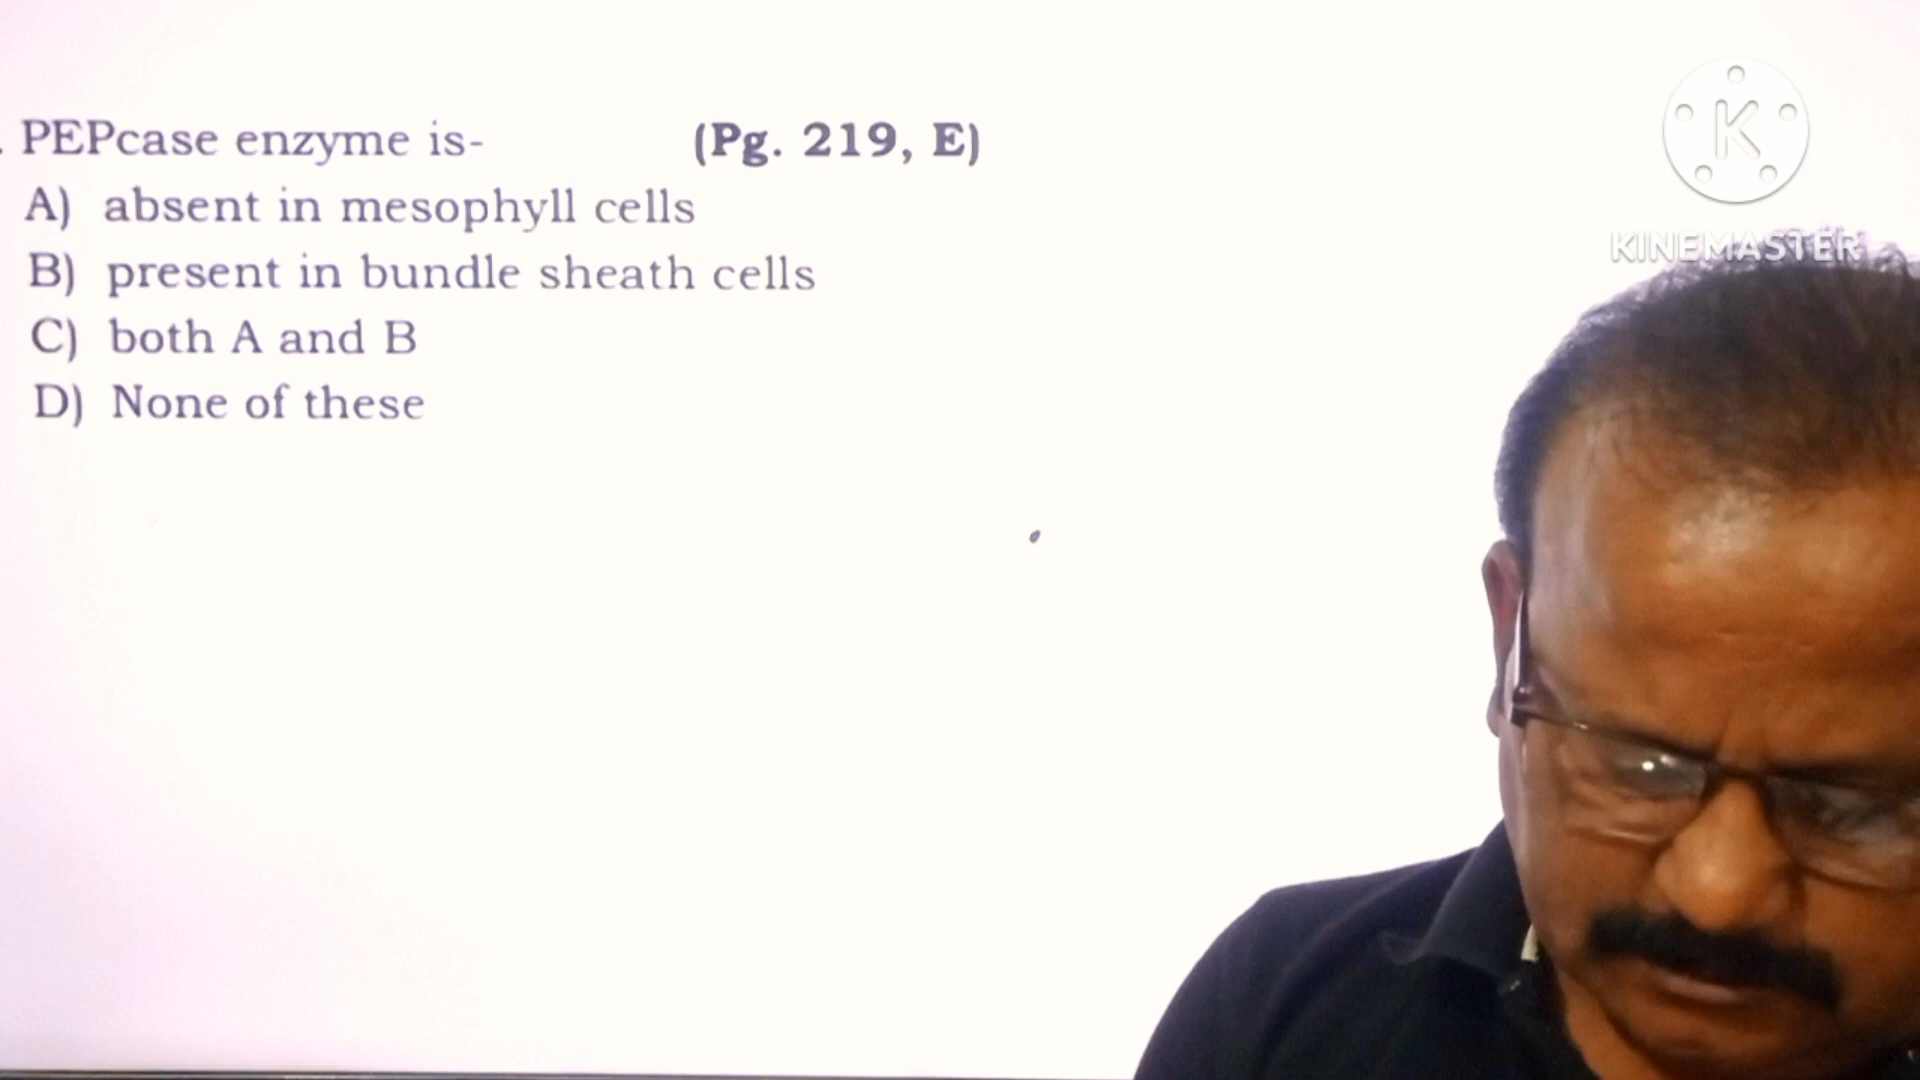 . PEPcase enzyme is- (Pg. 219, E)
A) absent in mesophyll cells
B) present in bundle sheath cells
C) both A and B
D) None of these
K
KINEMASTER